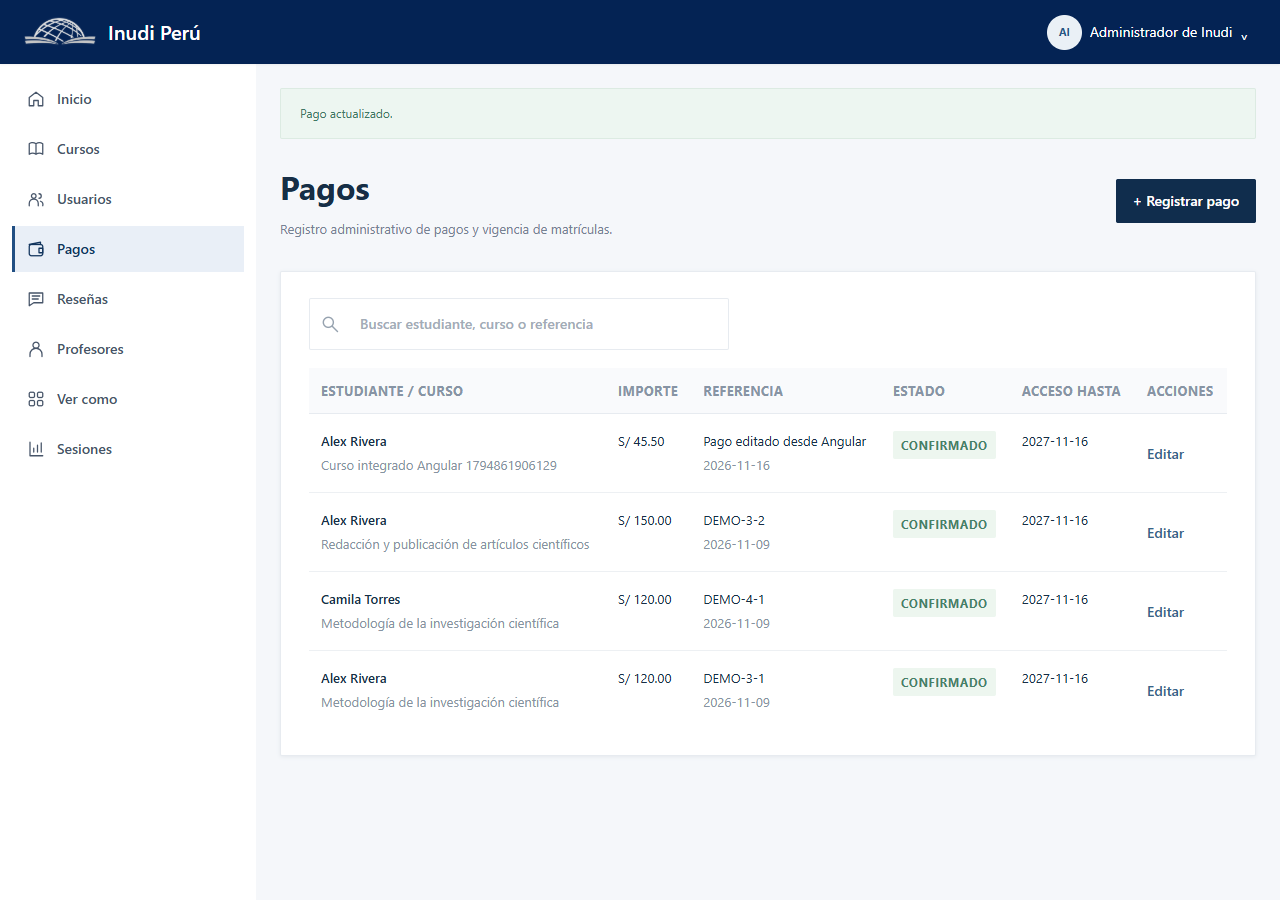 Inudi Perú
AI Administrador de Inudi
Inicio
Cursos
Usuarios
Pagos
Reseñas
Profesores
Ver como
Sesiones
Pago actualizado.
Pagos
+ Registrar pago
Registro administrativo de pagos y vigencia de matrículas.
Buscar estudiante, curso o referencia
ESTUDIANTE / CURSO IMPORTE REFERENCIA ESTADO ACCESO HASTA ACCIONES
Alex Rivera S/ 45.50 Pago editado desde Angular CONFIRMADO 2027-11-16 Editar
Curso integrado Angular 1794861906129 2026-11-16
Alex Rivera S/ 150.00 DEMO-3-2 CONFIRMADO 2027-11-16 Editar
Redacción y publicación de artículos científicos 2026-11-09
Camila Torres S/ 120.00 DEMO-4-1 CONFIRMADO 2027-11-16 Editar
Metodología de la investigación científica 2026-11-09
Alex Rivera S/ 120.00 DEMO-3-1 CONFIRMADO 2027-11-16 Editar
Metodología de la investigación científica 2026-11-09